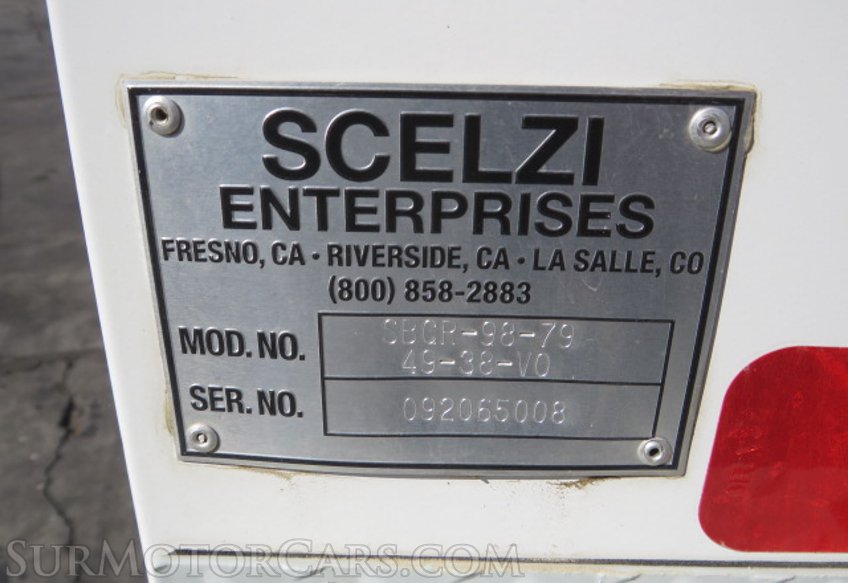 SCELZI
ENTERPRISES
FRESNO, CA · RIVERSIDE, CA · LA SALLE, CO
(800) 858-2883
MOD. NO. SBCR-98-79
49-38-VO
SER. NO. 092065008
SurMotorCars.com